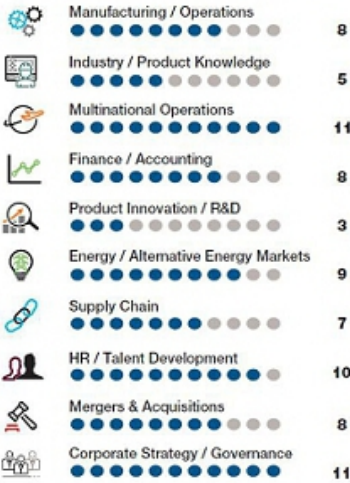 Manufacturing / Operations
8
Industry / Product Knowledge
5
Multinational Operations
11
Finance / Accounting
8
Product Innovation / R&D
3
Energy / Alternative Energy Markets
9
Supply Chain
7
HR / Talent Development
10
Mergers & Acquisitions
8
Corporate Strategy / Governance
11